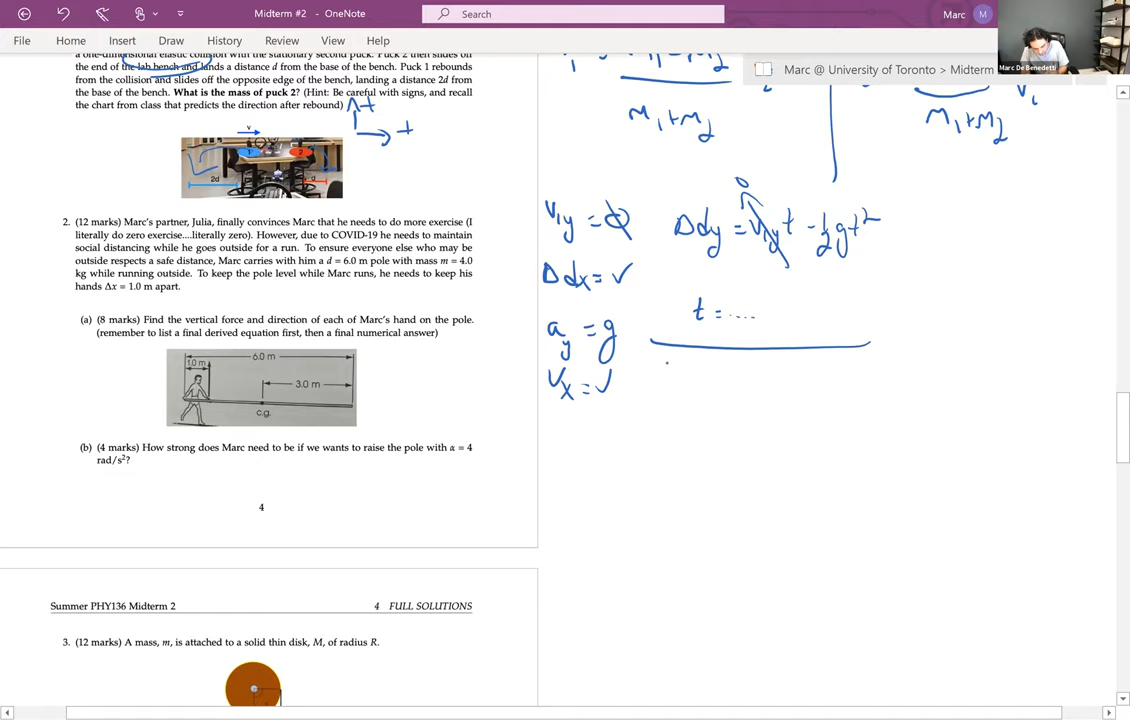 Midterm #2 - OneNote
Search
Marc
M
File Home Insert Draw History Review View Help
Marc @ University of Toronto > Midterm
Marc De Benedetti
a one-dimensional elastic collision with the stationary second puck. Puck 2 then slides off
the end of the lab bench and lands a distance d from the base of the bench. Puck 1 rebounds
from the collision and slides off the opposite edge of the bench, landing a distance 2d from
the base of the bench. What is the mass of puck 2? (Hint: Be careful with signs, and recall
the chart from class that predicts the direction after rebound)
+
+
v
1
2
2d
d
2. (12 marks) Marc's partner, Julia, finally convinces Marc that he needs to do more exercise (I
literally do zero exercise....literally zero). However, due to COVID-19 he needs to maintain
social distancing while he goes outside for a run. To ensure everyone else who may be
outside respects a safe distance, Marc carries with him a d = 6.0 m pole with mass m = 4.0
kg while running outside. To keep the pole level while Marc runs, he needs to keep his
hands Δx = 1.0 m apart.
(a) (8 marks) Find the vertical force and direction of each of Marc's hand on the pole.
(remember to list a final derived equation first, then a final numerical answer)
6.0 m
1.0 m
3.0 m
c.g.
(b) (4 marks) How strong does Marc need to be if we wants to raise the pole with α = 4
rad/s²?
4
Summer PHY136 Midterm 2
4 FULL SOLUTIONS
3. (12 marks) A mass, m, is attached to a solid thin disk, M, of radius R.
M₁+M₂
M₁+M₂
V₁
V₁y = 0
Δdy = V₁yt - ½gt²
0
Δdx = ✓
t = ....
ay = g
Vx = ✓